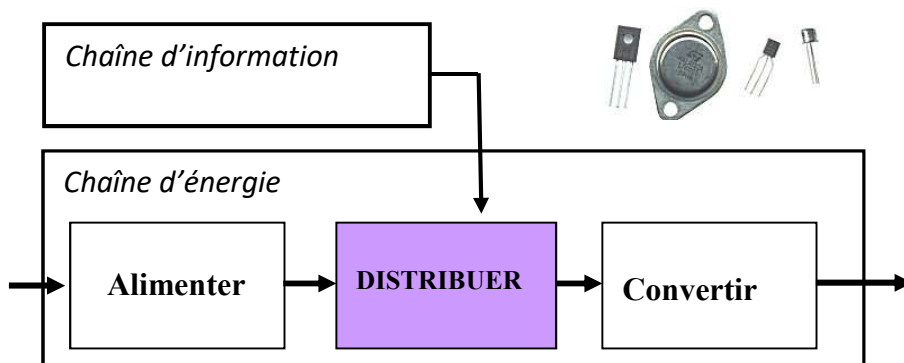 Chaîne d’information
Chaîne d’énergie
Alimenter
DISTRIBUER
Convertir